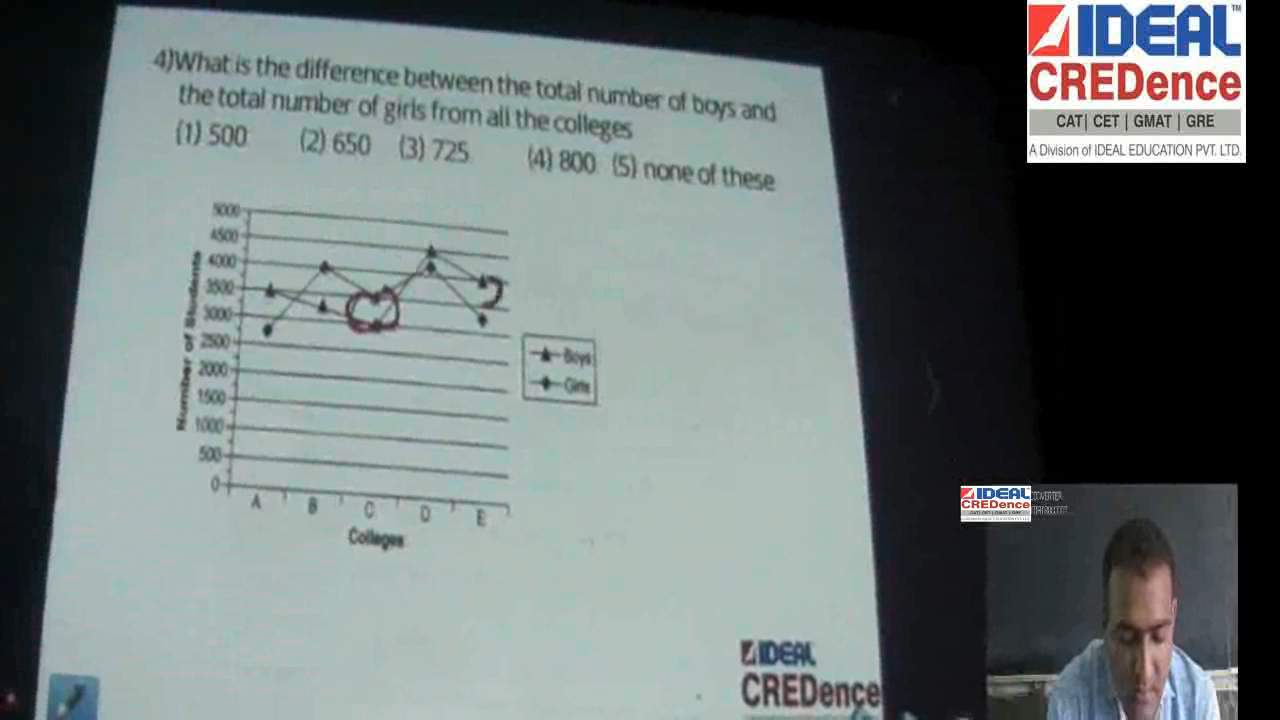 4)What is the difference between the total number of boys and
the total number of girls from all the colleges
(1) 500 (2) 650 (3) 725 (4) 800 (5) none of these
5000
4500
4000
3500
3000
2500
2000
1500
1000
500
0
Number of Students
A B C D E
Colleges
Boys
Girls
IDEAL
CREDence
IDEAL™
CREDence
CAT| CET | GMAT | GRE
A Division of IDEAL EDUCATION PVT. LTD.
IDEAL
CREDence